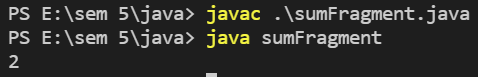 PS E:\sem 5\java> javac .\sumFragment.java
PS E:\sem 5\java> java sumFragment
2